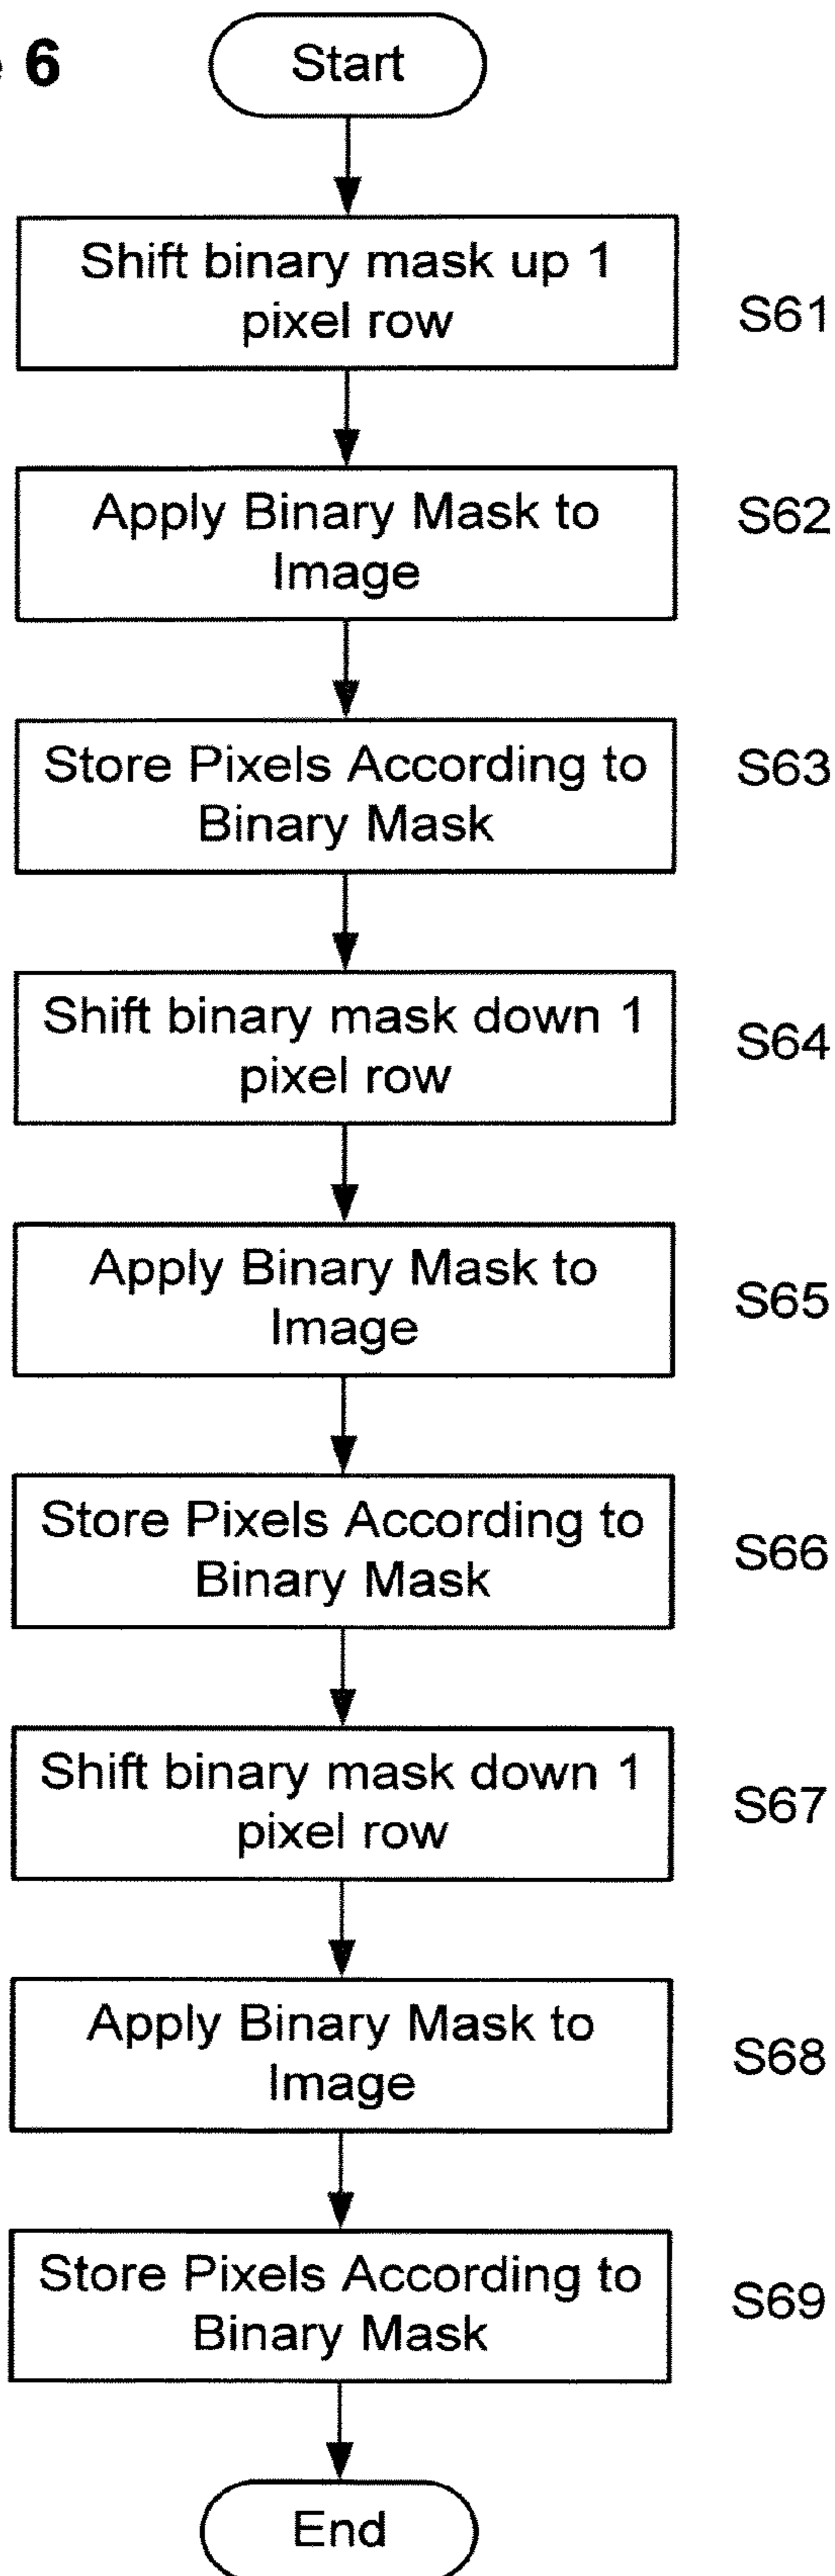 6
Start
Shift binary mask up 1
pixel row
S61
Apply Binary Mask to
Image
S62
Store Pixels According to
Binary Mask
S63
Shift binary mask down 1
pixel row
S64
Apply Binary Mask to
Image
S65
Store Pixels According to
Binary Mask
S66
Shift binary mask down 1
pixel row
S67
Apply Binary Mask to
Image
S68
Store Pixels According to
Binary Mask
S69
End